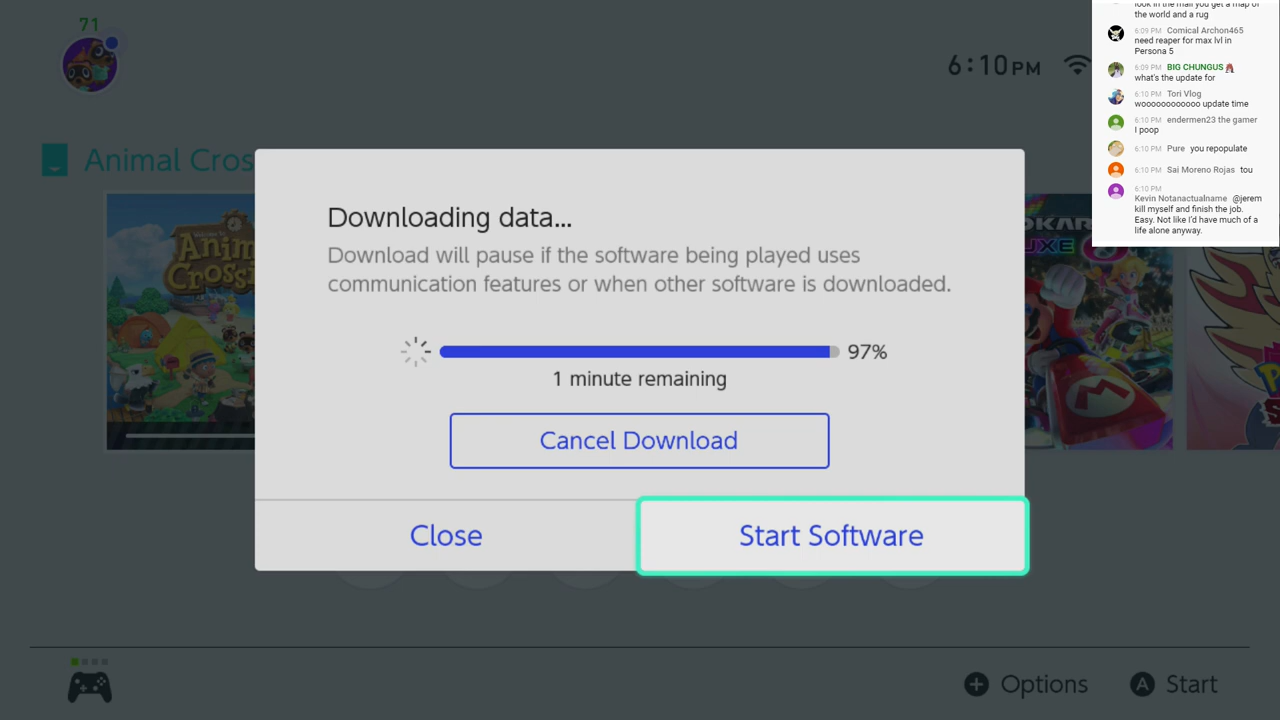 71
6:10 PM
Animal Cros
Anim
Crossi
Downloading data...
Download will pause if the software being played uses
communication features or when other software is downloaded.
97%
1 minute remaining
Cancel Download
Close
Start Software
Options
Start
look in the mail you get a map of
the world and a rug
6:09 PM Comical Archon465
need reaper for max lvl in
Persona 5
6:09 PM BIG CHUNGUS
what's the update for
6:10 PM Tori Vlog
woooooooooooo update time
6:10 PM endermen23 the gamer
I poop
6:10 PM Pure you repopulate
6:10 PM Sai Moreno Rojas tou
6:10 PM
Kevin Notanactualname @jerem
kill myself and finish the job.
Easy. Not like I'd have much of a
life alone anyway.